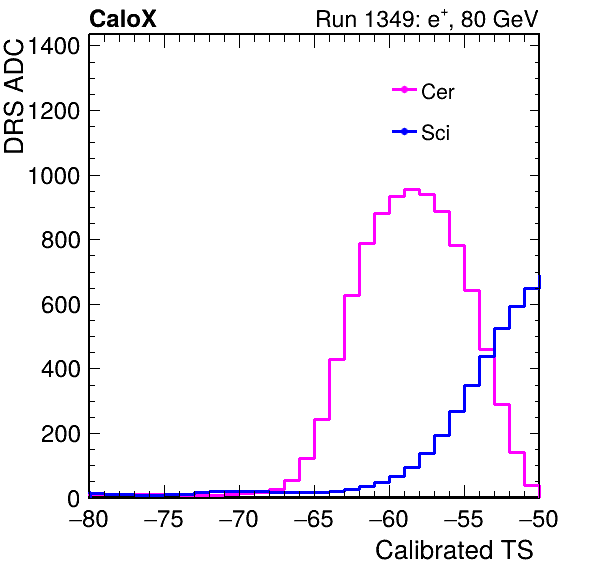 CaloX Run 1349: e⁺, 80 GeV
DRS ADC
1400
1200
1000
800
600
400
200
0
Cer
Sci
−80 −75 −70 −65 −60 −55 −50
Calibrated TS